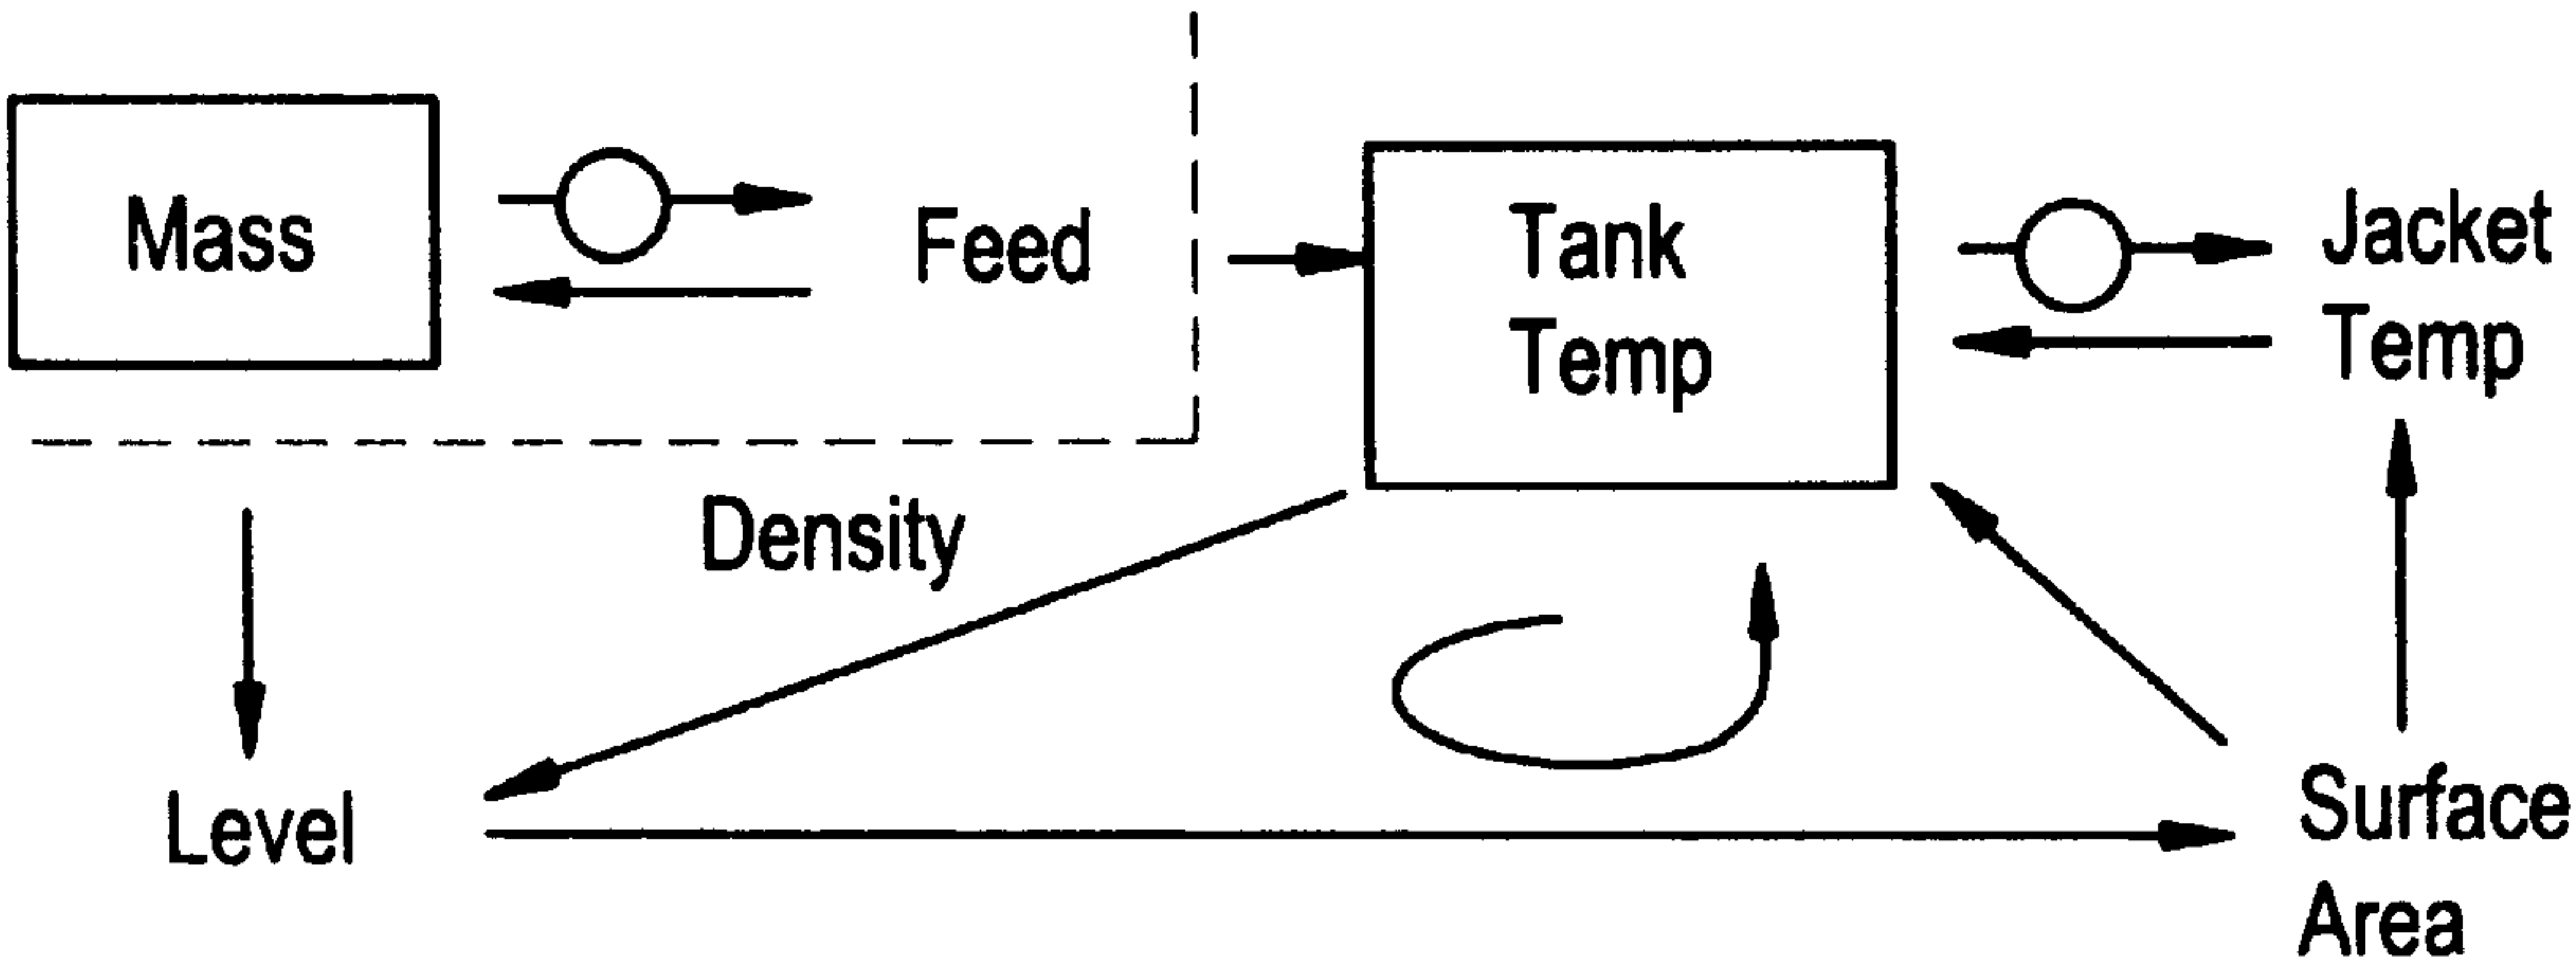 Mass
Feed
Tank
Temp
Jacket
Temp
Density
Level
Surface
Area